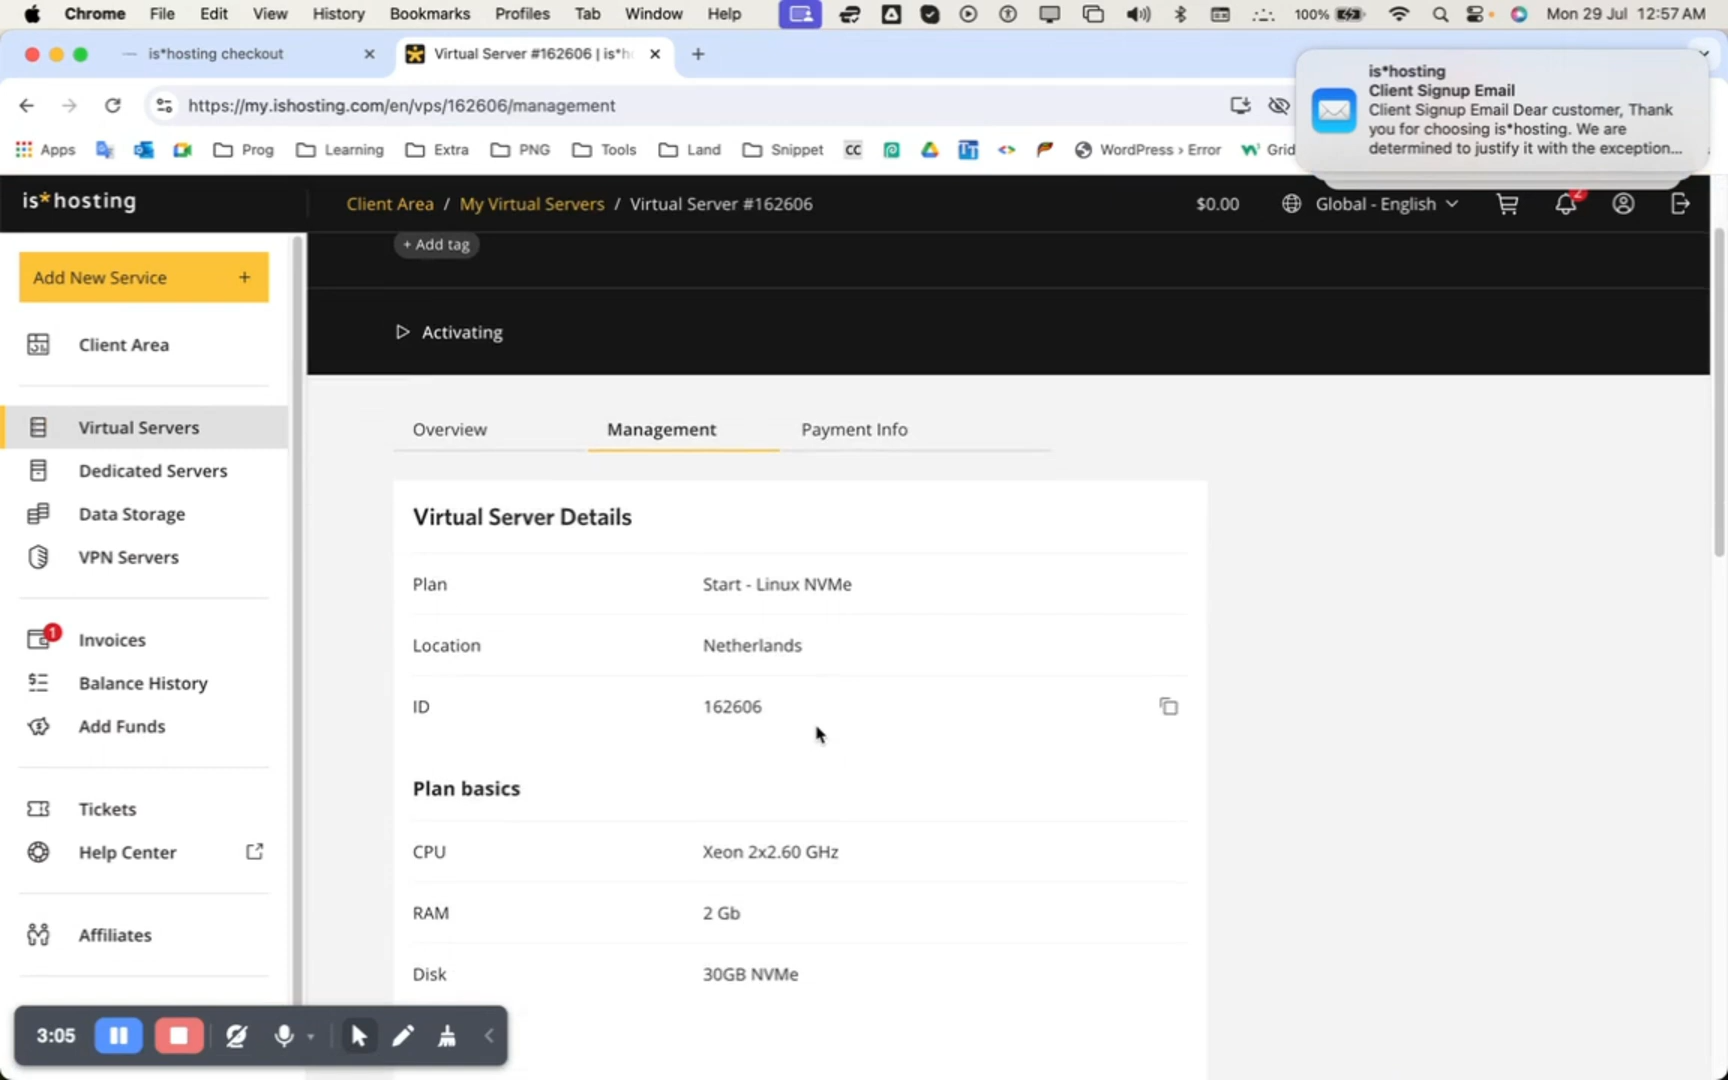 Chrome File Edit View History Bookmarks Profiles Tab Window Help 100% Mon 29 Jul 12:57 AM
is*hosting checkout
Virtual Server #162606 | is*h
https://my.ishosting.com/en/vps/162606/management
is*hosting
Client Signup Email
Client Signup Email Dear customer, Thank
you for choosing is*hosting. We are
determined to justify it with the exception...
Apps Prog Learning Extra PNG Tools Land Snippet CC WordPress › Error Grid
is*hosting
Client Area / My Virtual Servers / Virtual Server #162606
$0.00 Global - English 2
+ Add tag
Activating
Add New Service +
Client Area
Virtual Servers
Dedicated Servers
Data Storage
VPN Servers
1 Invoices
Balance History
Add Funds
Tickets
Help Center
Affiliates
Overview Management Payment Info
Virtual Server Details
Plan Start - Linux NVMe
Location Netherlands
ID 162606
Plan basics
CPU Xeon 2x2.60 GHz
RAM 2 Gb
Disk 30GB NVMe
3:05